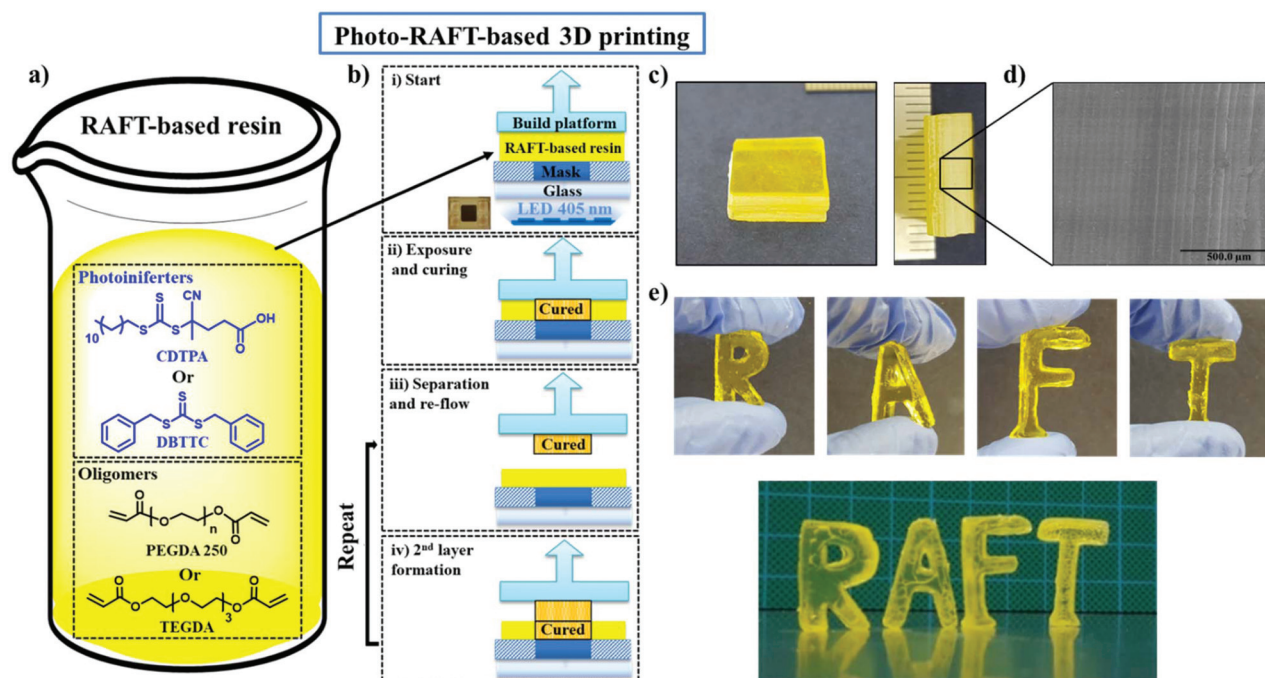 Photo-RAFT-based 3D printing
a)
RAFT-based resin
Photoiniferters
CN
S
10
S
S
OH
O
CDTPA
Or
S
S
S
DBTTC
Oligomers
O
O
n
O
O
PEGDA 250
Or
O
O
O
3
O
O
TEGDA
b)
i) Start
Build platform
RAFT-based resin
Mask
Glass
LED 405 nm
ii) Exposure
and curing
Cured
iii) Separation
and re-flow
Cured
Repeat
iv) 2nd layer
formation
Cured
c)
d)
500.0 μm
e)
R
A
F
T
RAFT